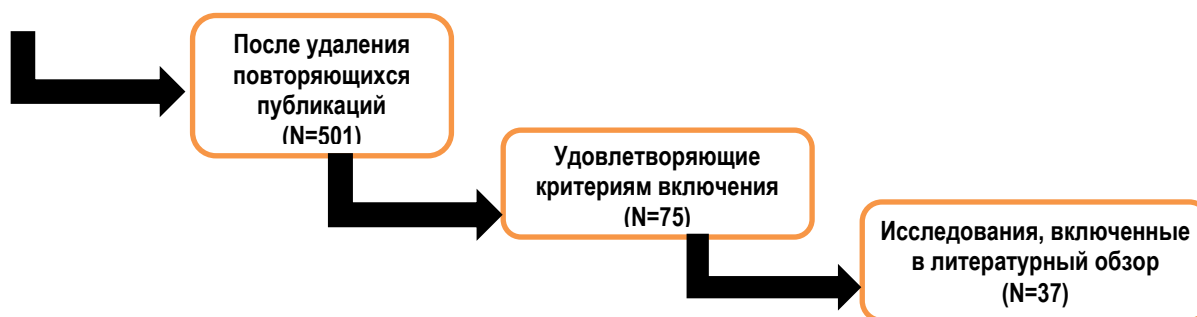 После удаления
повторяющихся
публикаций
(N=501)
Удовлетворяющие
критериям включения
(N=75)
Исследования, включенные
в литературный обзор
(N=37)